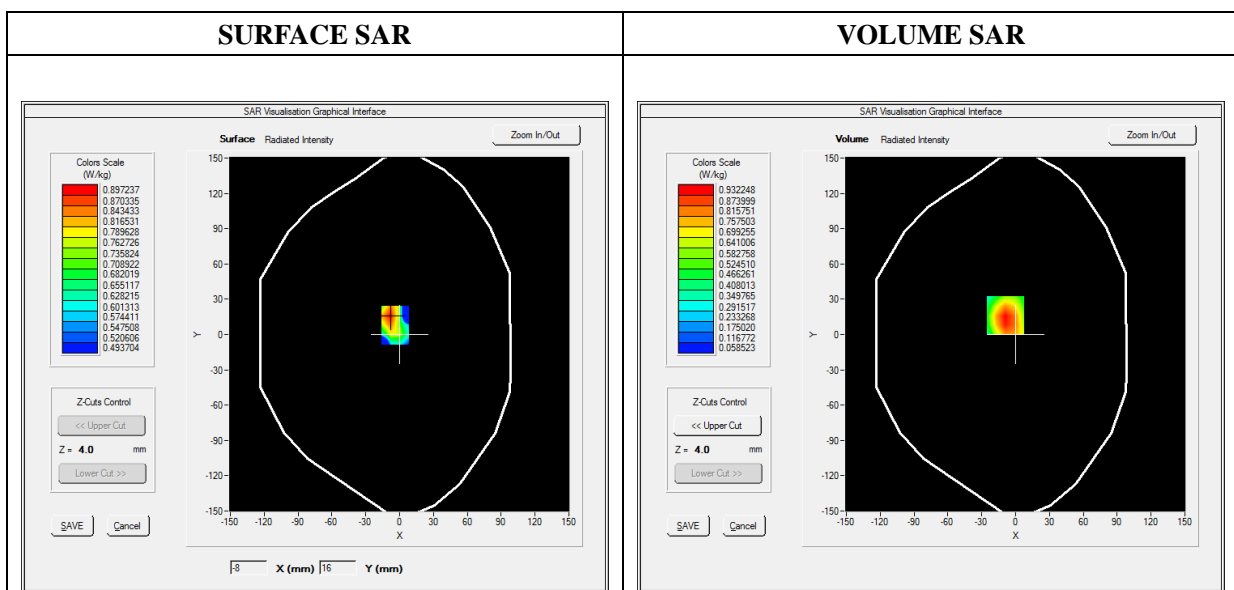 SURFACE SAR
VOLUME SAR
SAR Visualisation Graphical Interface
Surface Radiated Intensity
Zoom In/Out
Colors Scale
(W/kg)
0.897237
0.870335
0.843433
0.816531
0.789628
0.762726
0.735824
0.708922
0.682019
0.655117
0.628215
0.601313
0.574411
0.547508
0.520606
0.493704
150
120
90
60
30
0
-30
-60
-90
-120
-150
Y
-150 -120 -90 -60 -30 0 30 60 90 120 150
X
Z-Cuts Control
<< Upper Cut
Z = 4.0 mm
Lower Cut >>
SAVE Cancel
-8 X (mm) 16 Y (mm)
SAR Visualisation Graphical Interface
Volume Radiated Intensity
Zoom In/Out
Colors Scale
(W/kg)
0.932248
0.873999
0.815751
0.757503
0.699255
0.641006
0.582758
0.524510
0.466261
0.408013
0.349765
0.291517
0.233268
0.175020
0.116772
0.058523
150
120
90
60
30
0
-30
-60
-90
-120
-150
Y
-150 -120 -90 -60 -30 0 30 60 90 120 150
X
Z-Cuts Control
<< Upper Cut
Z = 4.0 mm
Lower Cut >>
SAVE Cancel